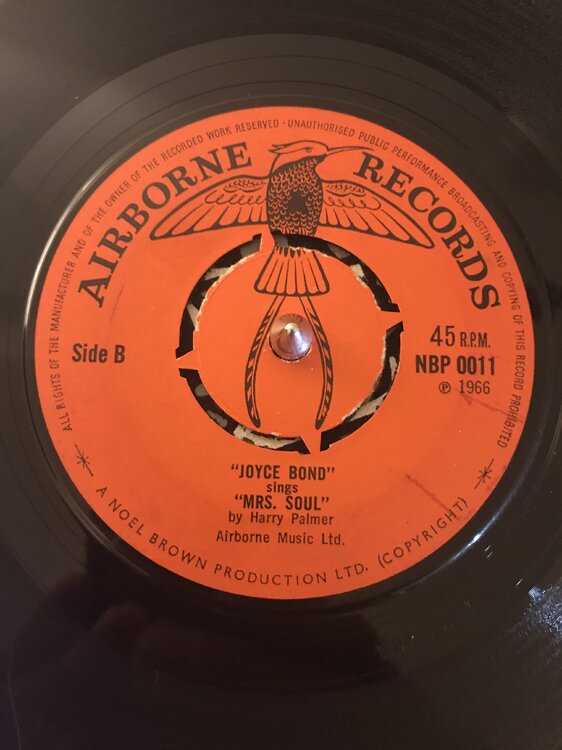 ALL RIGHTS OF THE MANUFACTURER AND OF THE OWNER OF THE RECORDED WORK RESERVED · UNAUTHORISED PUBLIC PERFORMANCE BROADCASTING AND COPYING OF THIS RECORD PROHIBITED
AIRBORNE RECORDS
Side B
45 R.P.M.
NBP 0011
℗ 1966
"JOYCE BOND"
sings
"MRS. SOUL"
by Harry Palmer
Airborne Music Ltd.
A NOEL BROWN PRODUCTION LTD. (COPYRIGHT)